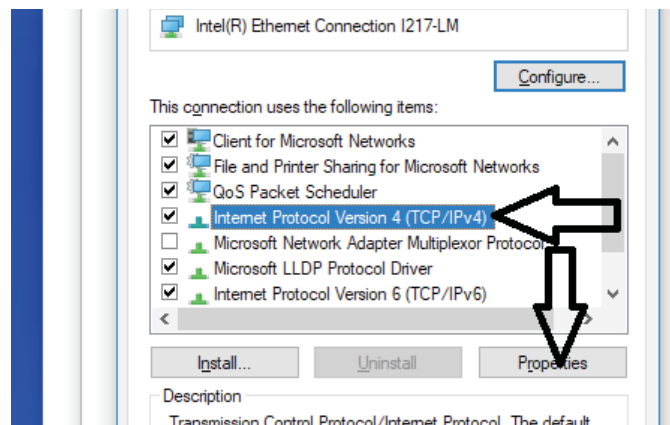 Intel(R) Ethernet Connection I217-LM
Configure...
This connection uses the following items:
Client for Microsoft Networks
File and Printer Sharing for Microsoft Networks
QoS Packet Scheduler
Internet Protocol Version 4 (TCP/IPv4)
Microsoft Network Adapter Multiplexor Protocol
Microsoft LLDP Protocol Driver
Internet Protocol Version 6 (TCP/IPv6)
Install...
Uninstall
Properties
Description
Transmission Control Protocol/Internet Protocol. The default